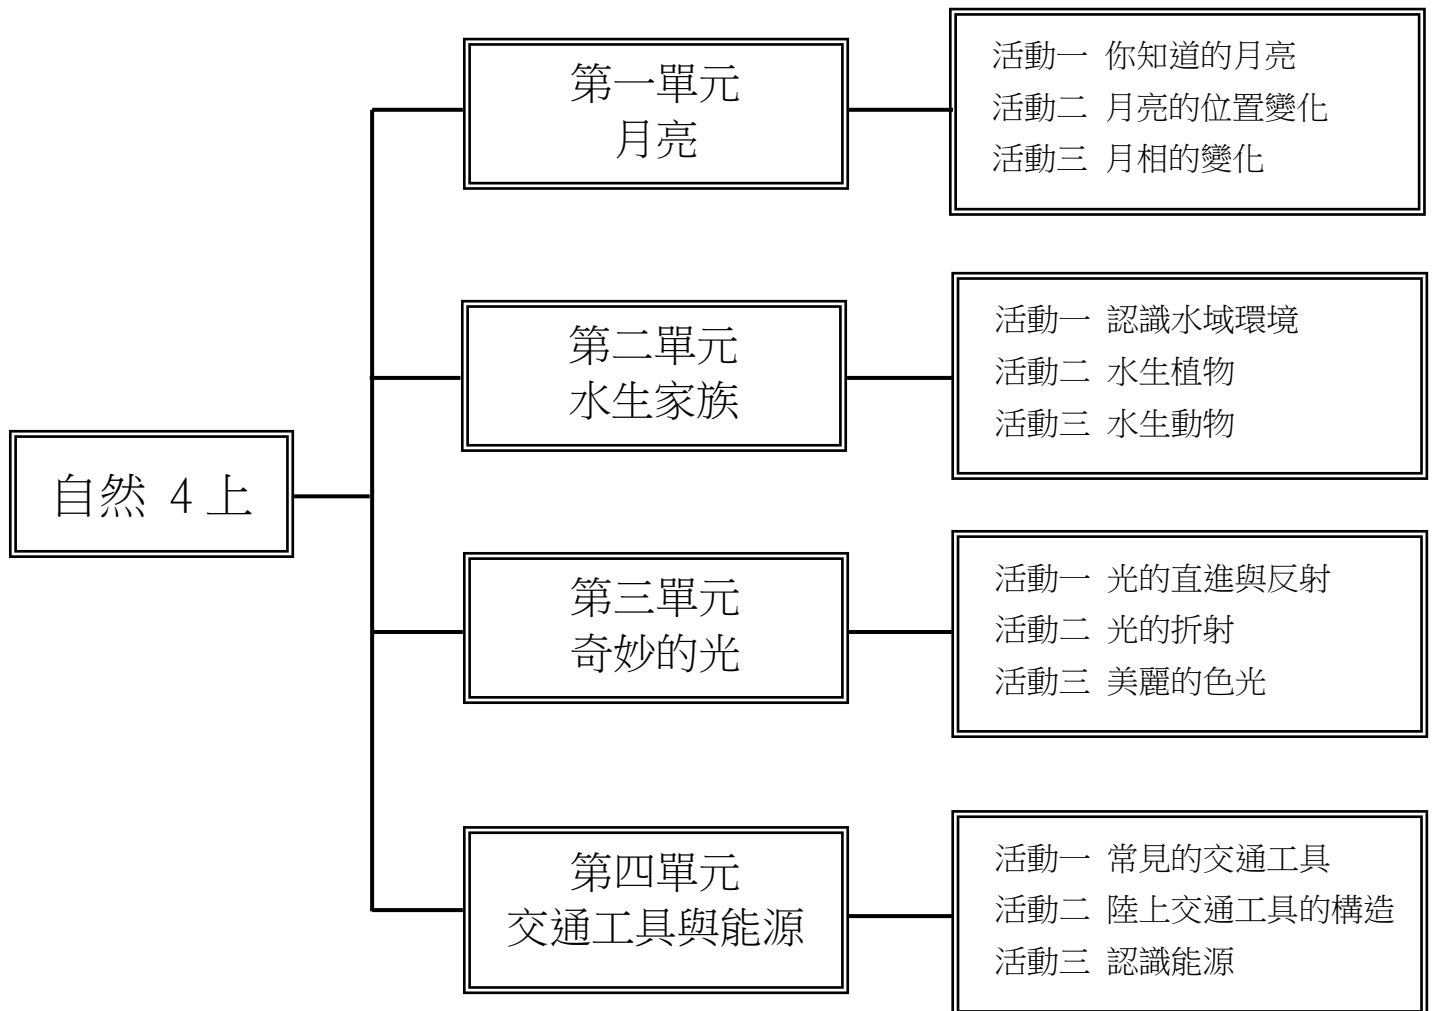 自然 4上
第一單元
月亮
活動一 你知道的月亮
活動二 月亮的位置變化
活動三 月相的變化
第二單元
水生家族
活動一 認識水域環境
活動二 水生植物
活動三 水生動物
第三單元
奇妙的光
活動一 光的直進與反射
活動二 光的折射
活動三 美麗的色光
第四單元
交通工具與能源
活動一 常見的交通工具
活動二 陸上交通工具的構造
活動三 認識能源